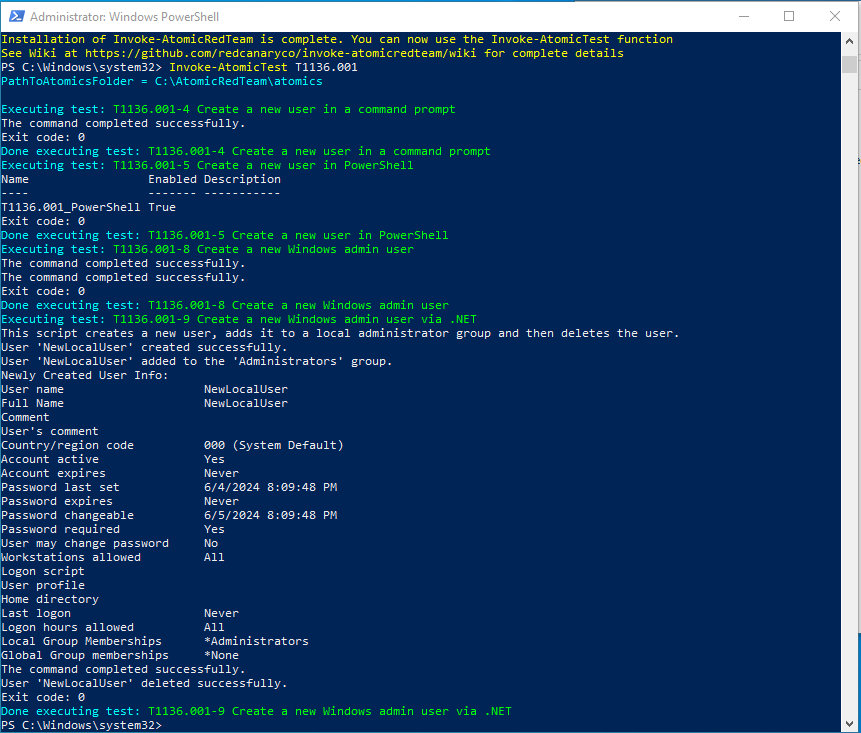 Administrator: Windows PowerShell
Installation of Invoke-AtomicRedTeam is complete. You can now use the Invoke-AtomicTest function
See Wiki at https://github.com/redcanaryco/invoke-atomicredteam/wiki for complete details
PS C:\Windows\system32> Invoke-AtomicTest T1136.001
PathToAtomicsFolder = C:\AtomicRedTeam\atomics
Executing test: T1136.001-4 Create a new user in a command prompt
The command completed successfully.
Exit code: 0
Done executing test: T1136.001-4 Create a new user in a command prompt
Executing test: T1136.001-5 Create a new user in PowerShell
Name Enabled Description
---- ------- -----------
T1136.001_PowerShell True
Exit code: 0
Done executing test: T1136.001-5 Create a new user in PowerShell
Executing test: T1136.001-8 Create a new Windows admin user
The command completed successfully.
The command completed successfully.
Exit code: 0
Done executing test: T1136.001-8 Create a new Windows admin user
Executing test: T1136.001-9 Create a new Windows admin user via .NET
This script creates a new user, adds it to a local administrator group and then deletes the user.
User 'NewLocalUser' created successfully.
User 'NewLocalUser' added to the 'Administrators' group.
Newly Created User Info:
User name NewLocalUser
Full Name NewLocalUser
Comment
User's comment
Country/region code 000 (System Default)
Account active Yes
Account expires Never
Password last set 6/4/2024 8:09:48 PM
Password expires Never
Password changeable 6/5/2024 8:09:48 PM
Password required Yes
User may change password No
Workstations allowed All
Logon script
User profile
Home directory
Last logon Never
Logon hours allowed All
Local Group Memberships *Administrators
Global Group memberships *None
The command completed successfully.
User 'NewLocalUser' deleted successfully.
Exit code: 0
Done executing test: T1136.001-9 Create a new Windows admin user via .NET
PS C:\Windows\system32>